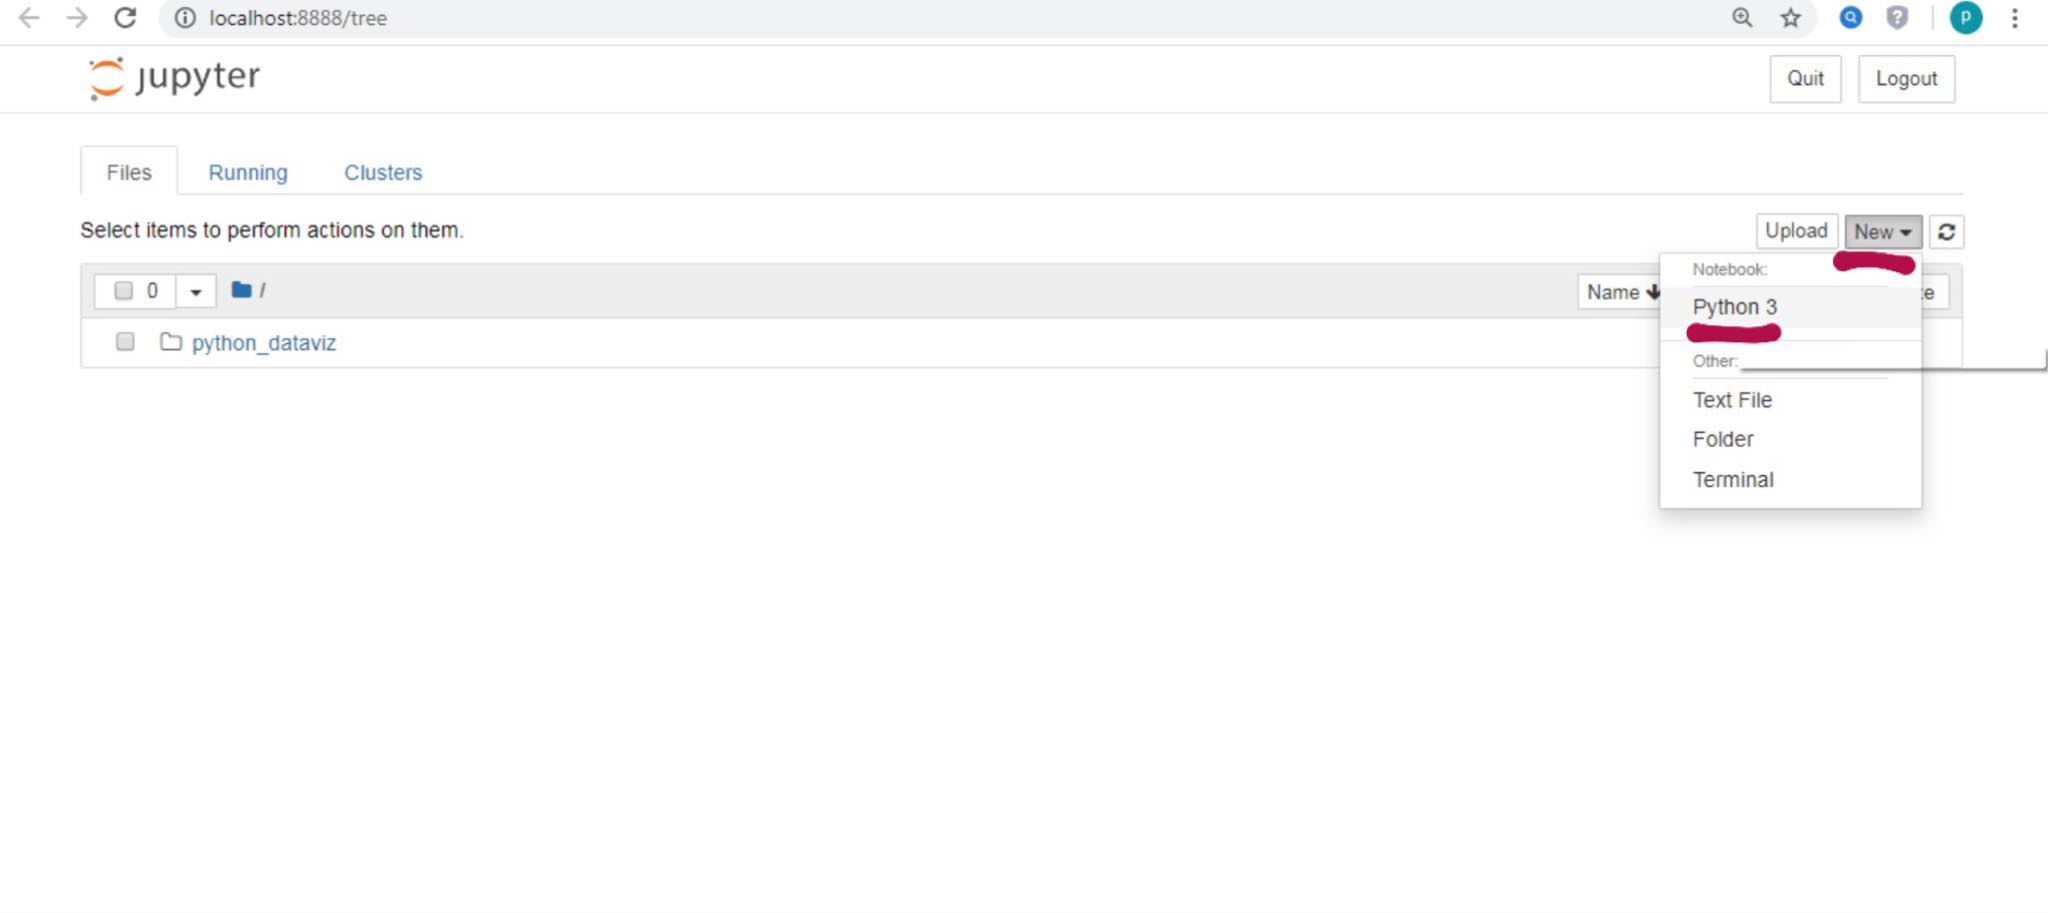 localhost:8888/tree
p
jupyter
Quit Logout
Files Running Clusters
Select items to perform actions on them.
Upload New
0 /
Name
python_dataviz
Notebook:
Python 3
Other:
Text File
Folder
Terminal